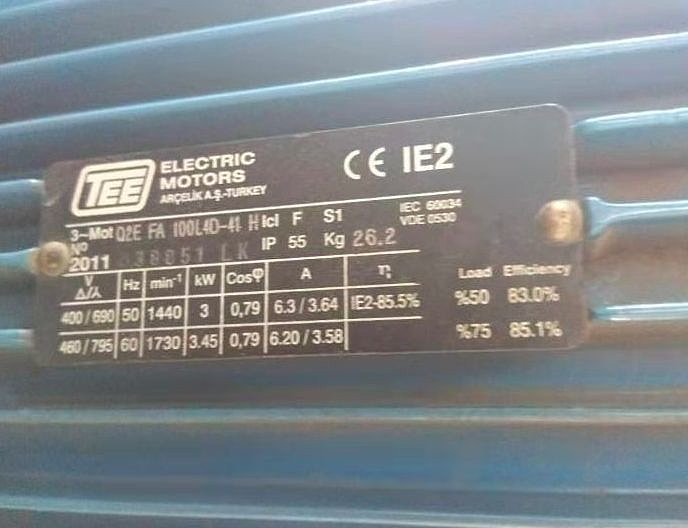 TEE ELECTRIC MOTORS
ARÇELİK A.Ş.-TURKEY
CE IE2
3~Mot Q2E FA 100L4D-41 H Icl F S1
IEC 60034
VDE 0530
NO 2011 LK IP 55 Kg 26.2
V Δ/⅄ Hz min⁻¹ kW Cosφ A η
400/690 50 1440 3 0,79 6.3/3.64 IE2-85.5%
460/795 60 1730 3.45 0,79 6.20/3.58
Load Efficiency
%50 83.0%
%75 85.1%